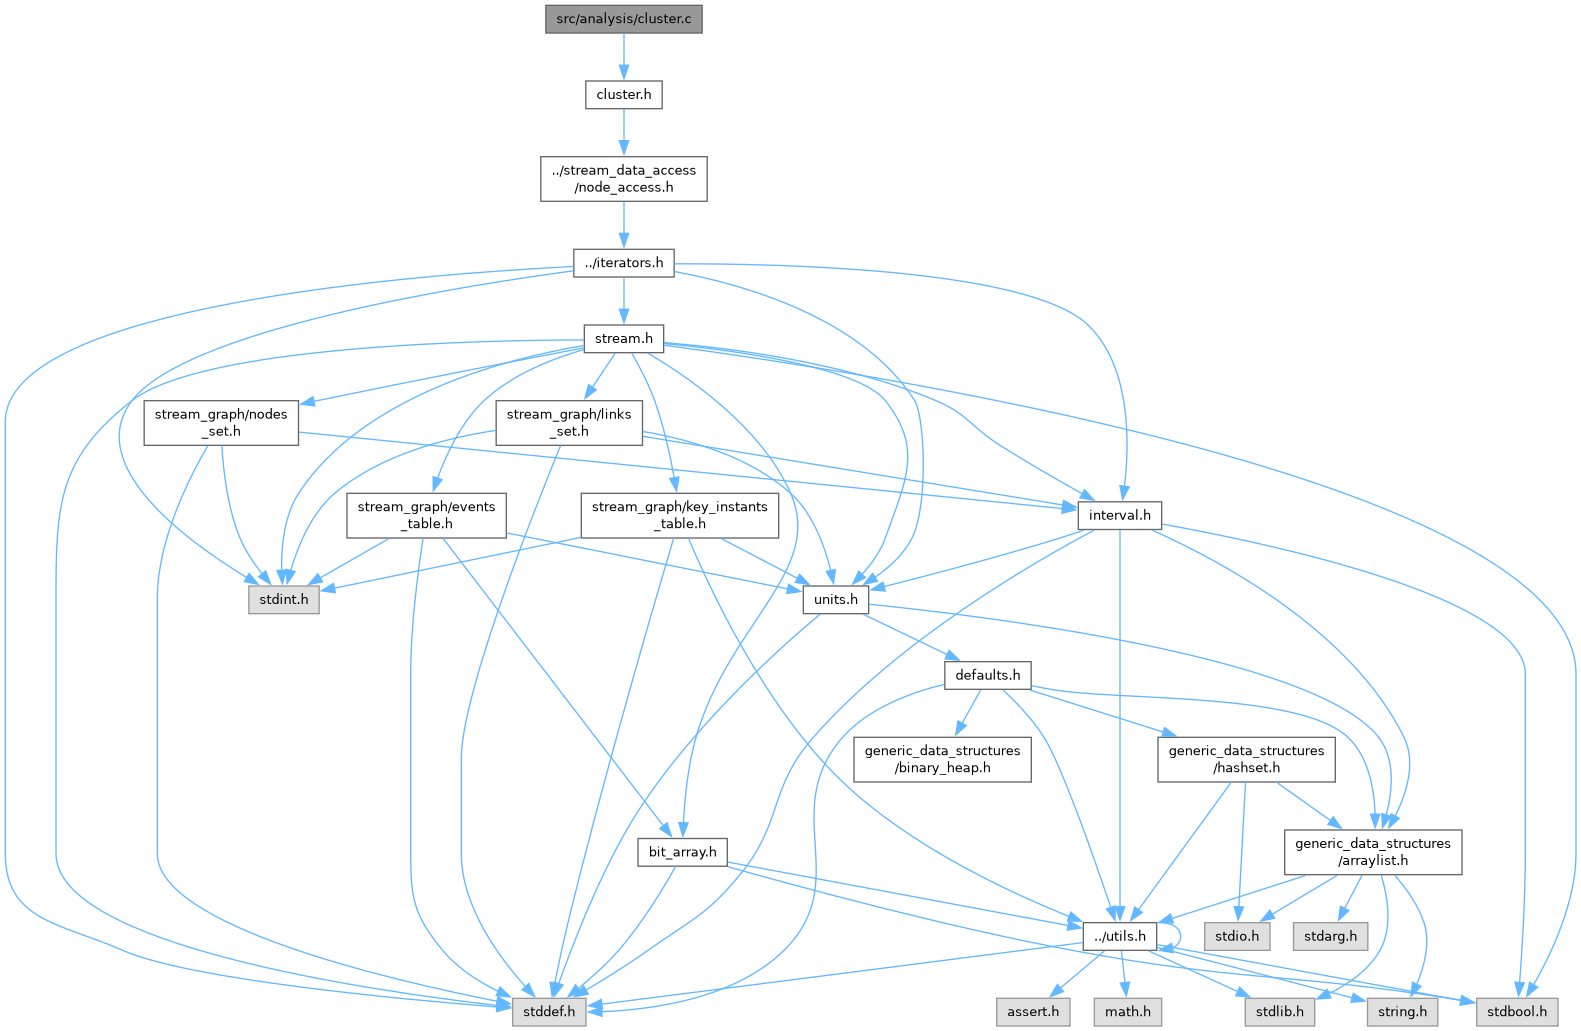 src/analysis/cluster.c
cluster.h
../stream_data_access
/node_access.h
../iterators.h
stream.h
stream_graph/nodes
_set.h
stream_graph/links
_set.h
stream_graph/events
_table.h
stream_graph/key_instants
_table.h
interval.h
stdint.h
units.h
defaults.h
generic_data_structures
/binary_heap.h
generic_data_structures
/hashset.h
bit_array.h
generic_data_structures
/arraylist.h
../utils.h
stdio.h
stdarg.h
stddef.h
assert.h
math.h
stdlib.h
string.h
stdbool.h